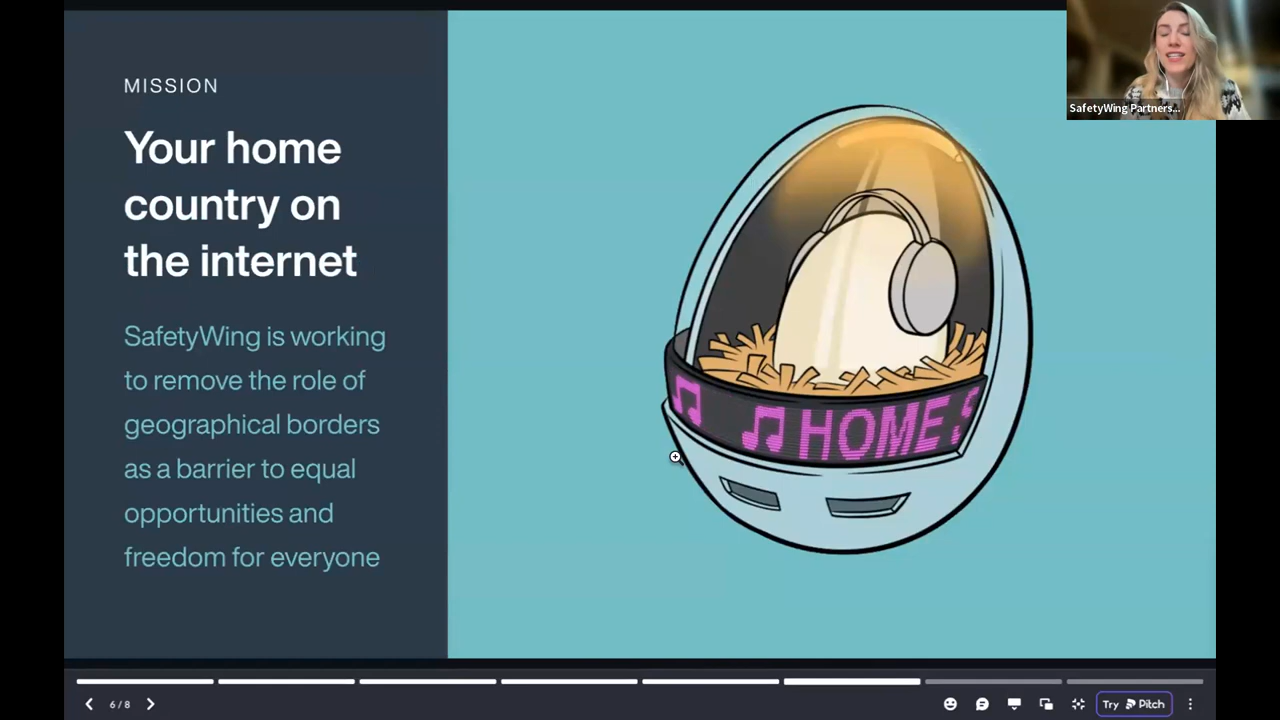 MISSION
Your home
country on
the internet
SafetyWing is working
to remove the role of
geographical borders
as a barrier to equal
opportunities and
freedom for everyone
HOME
SafetyWing Partners...
6 / 8
Try Pitch